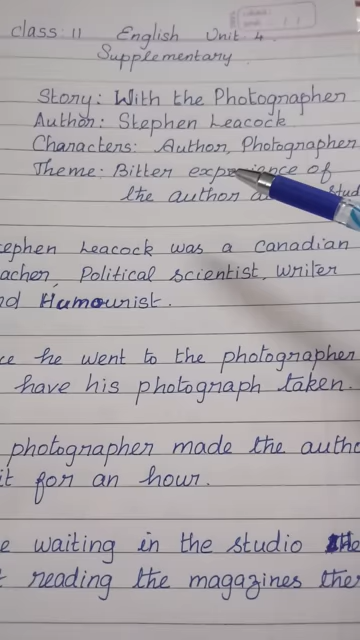 class: 11 English Unit 4
Supplementary
Story: With the Photographer
Author: Stephen Leacock
Characters: Author, Photographer
Theme: Bitter experience of
the author stud
ephen Leacock was a Canadian
acher, Political scientist, writer
nd Humourist.
ce he went to the photographer
have his photograph taken.
photographer made the autho
it for an hour.
e waiting in the studio
reading the magazines ther